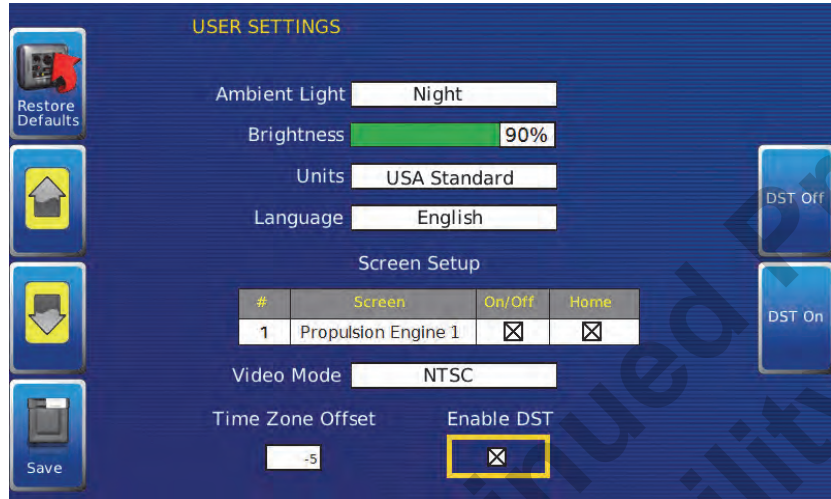 USER SETTINGS
Restore
Defaults
Ambient Light Night
Brightness 90%
Units USA Standard
Language English
Screen Setup
# Screen On/Off Home
1 Propulsion Engine 1
Video Mode NTSC
Time Zone Offset Enable DST
-5
Save
DST Off
DST On